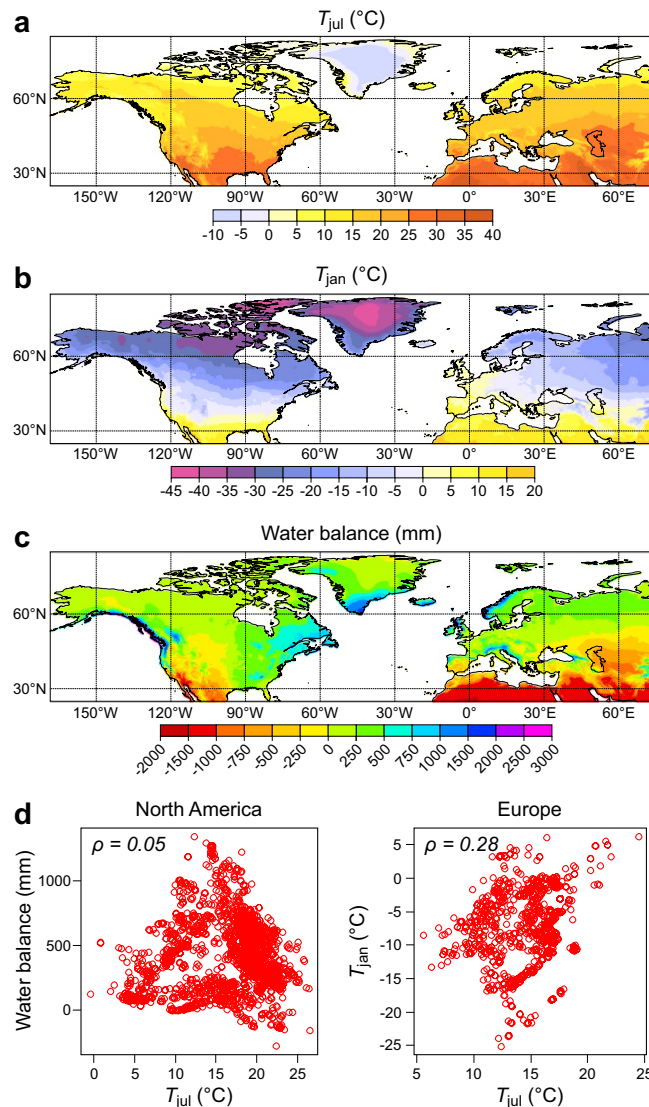 a
T_jul (°C)
60°N
30°N
150°W 120°W 90°W 60°W 30°W 0° 30°E 60°E
-10 -5 0 5 10 15 20 25 30 35 40
b
T_jan (°C)
60°N
30°N
150°W 120°W 90°W 60°W 30°W 0° 30°E 60°E
-45 -40 -35 -30 -25 -20 -15 -10 -5 0 5 10 15 20
c
Water balance (mm)
60°N
30°N
150°W 120°W 90°W 60°W 30°W 0° 30°E 60°E
-2000 -1500 -1000 -750 -500 -250 0 250 500 750 1000 1500 2000 2500 3000
d
North America
ρ = 0.05
Water balance (mm)
1000
500
0
0 5 10 15 20 25
T_jul (°C)
Europe
ρ = 0.28
T_jan (°C)
5
0
-5
-10
-15
-20
-25
5 10 15 20 25
T_jul (°C)